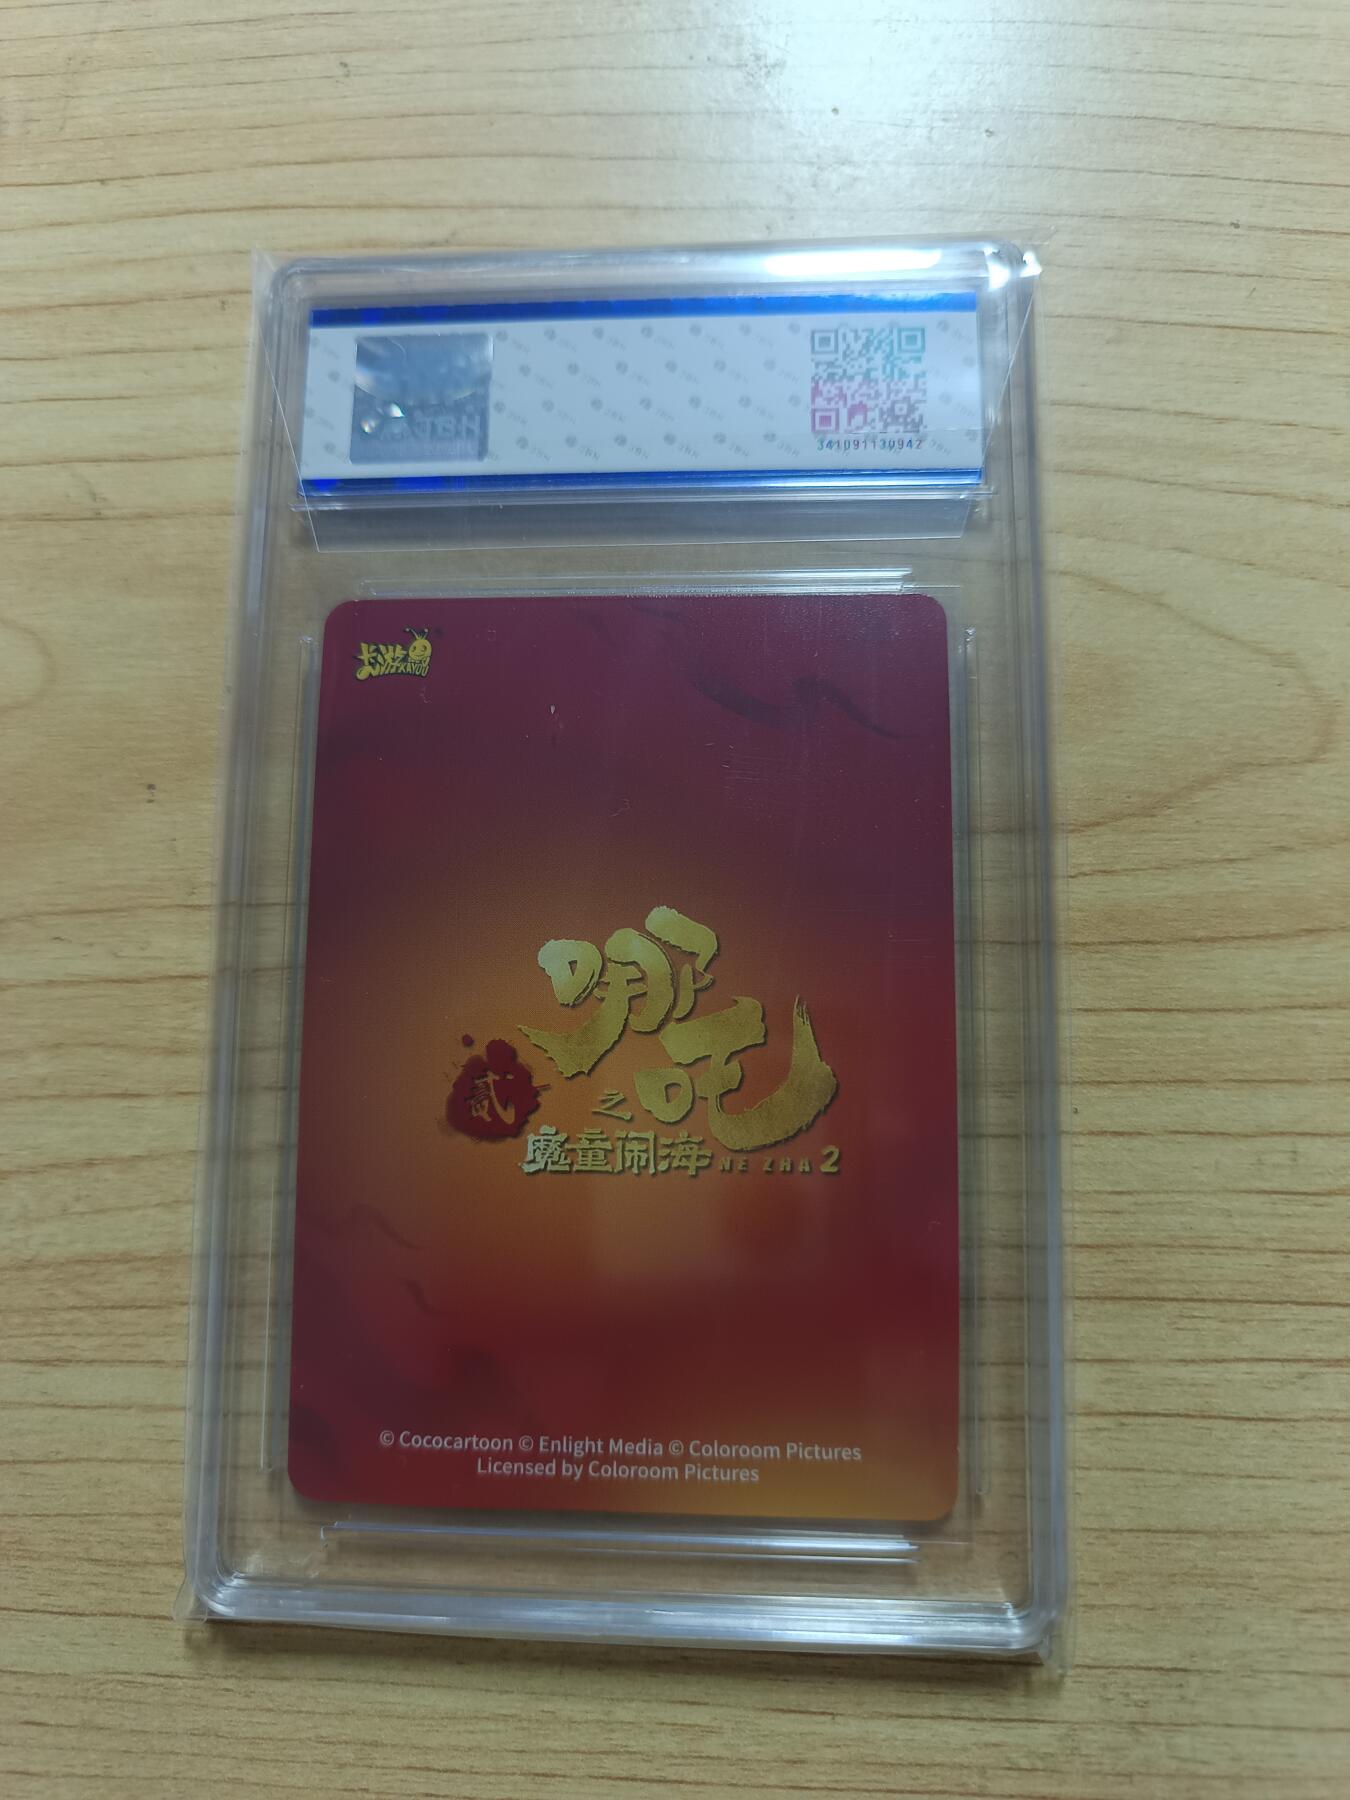 341091130942
卡游
KAYOU
哪吒
贰
之
魔童闹海 NE ZHA 2
© Cococartoon © Enlight Media © Coloroom Pictures
Licensed by Coloroom Pictures